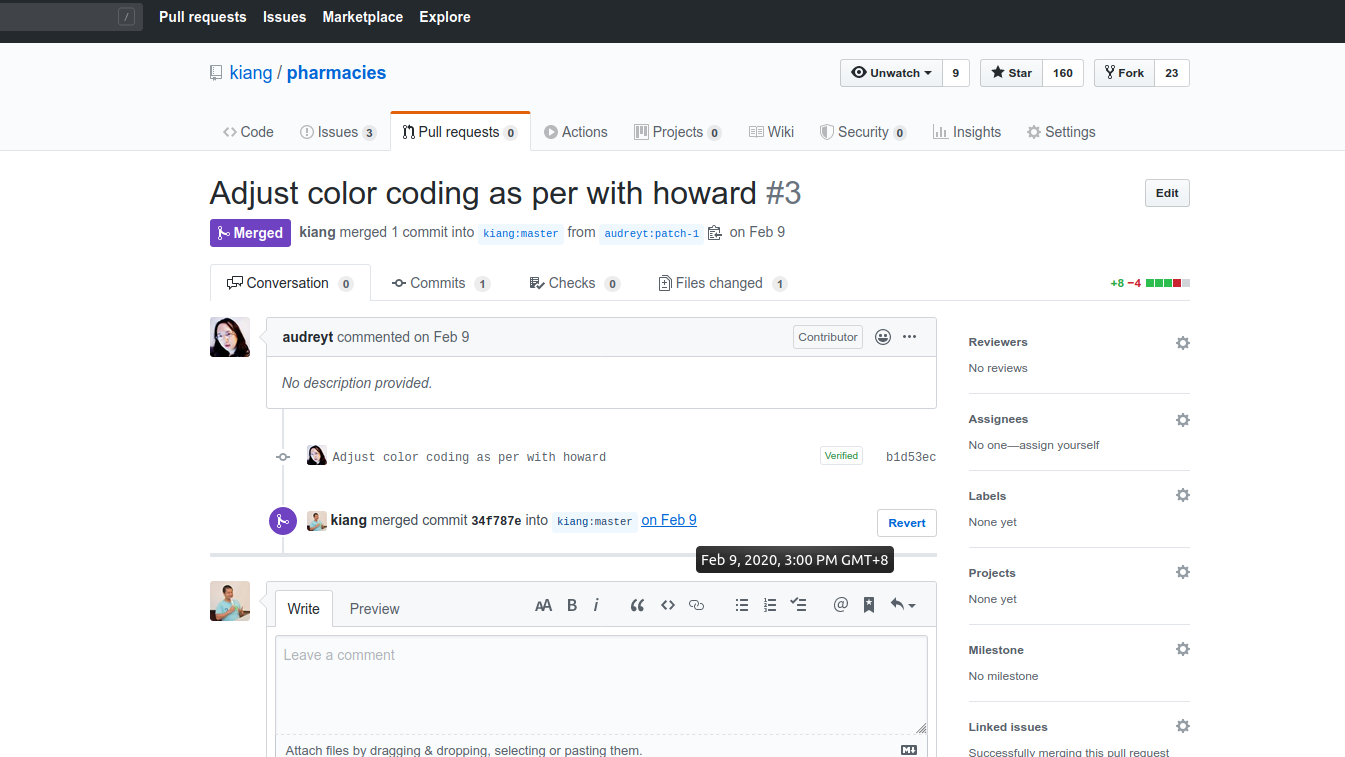 / Pull requests Issues Marketplace Explore
kiang / pharmacies Unwatch 9 Star 160 Fork 23
Code Issues 3 Pull requests 0 Actions Projects 0 Wiki Security 0 Insights Settings
Adjust color coding as per with howard #3 Edit
Merged kiang merged 1 commit into kiang:master from audreyt:patch-1 on Feb 9
Conversation 0 Commits 1 Checks 0 Files changed 1 +8 −4
audreyt commented on Feb 9 Contributor
No description provided.
Adjust color coding as per with howard Verified b1d53ec
kiang merged commit 34f787e into kiang:master on Feb 9 Revert
Feb 9, 2020, 3:00 PM GMT+8
Write Preview
Leave a comment
Attach files by dragging & dropping, selecting or pasting them.
Reviewers
No reviews
Assignees
No one—assign yourself
Labels
None yet
Projects
None yet
Milestone
No milestone
Linked issues
Successfully merging this pull request